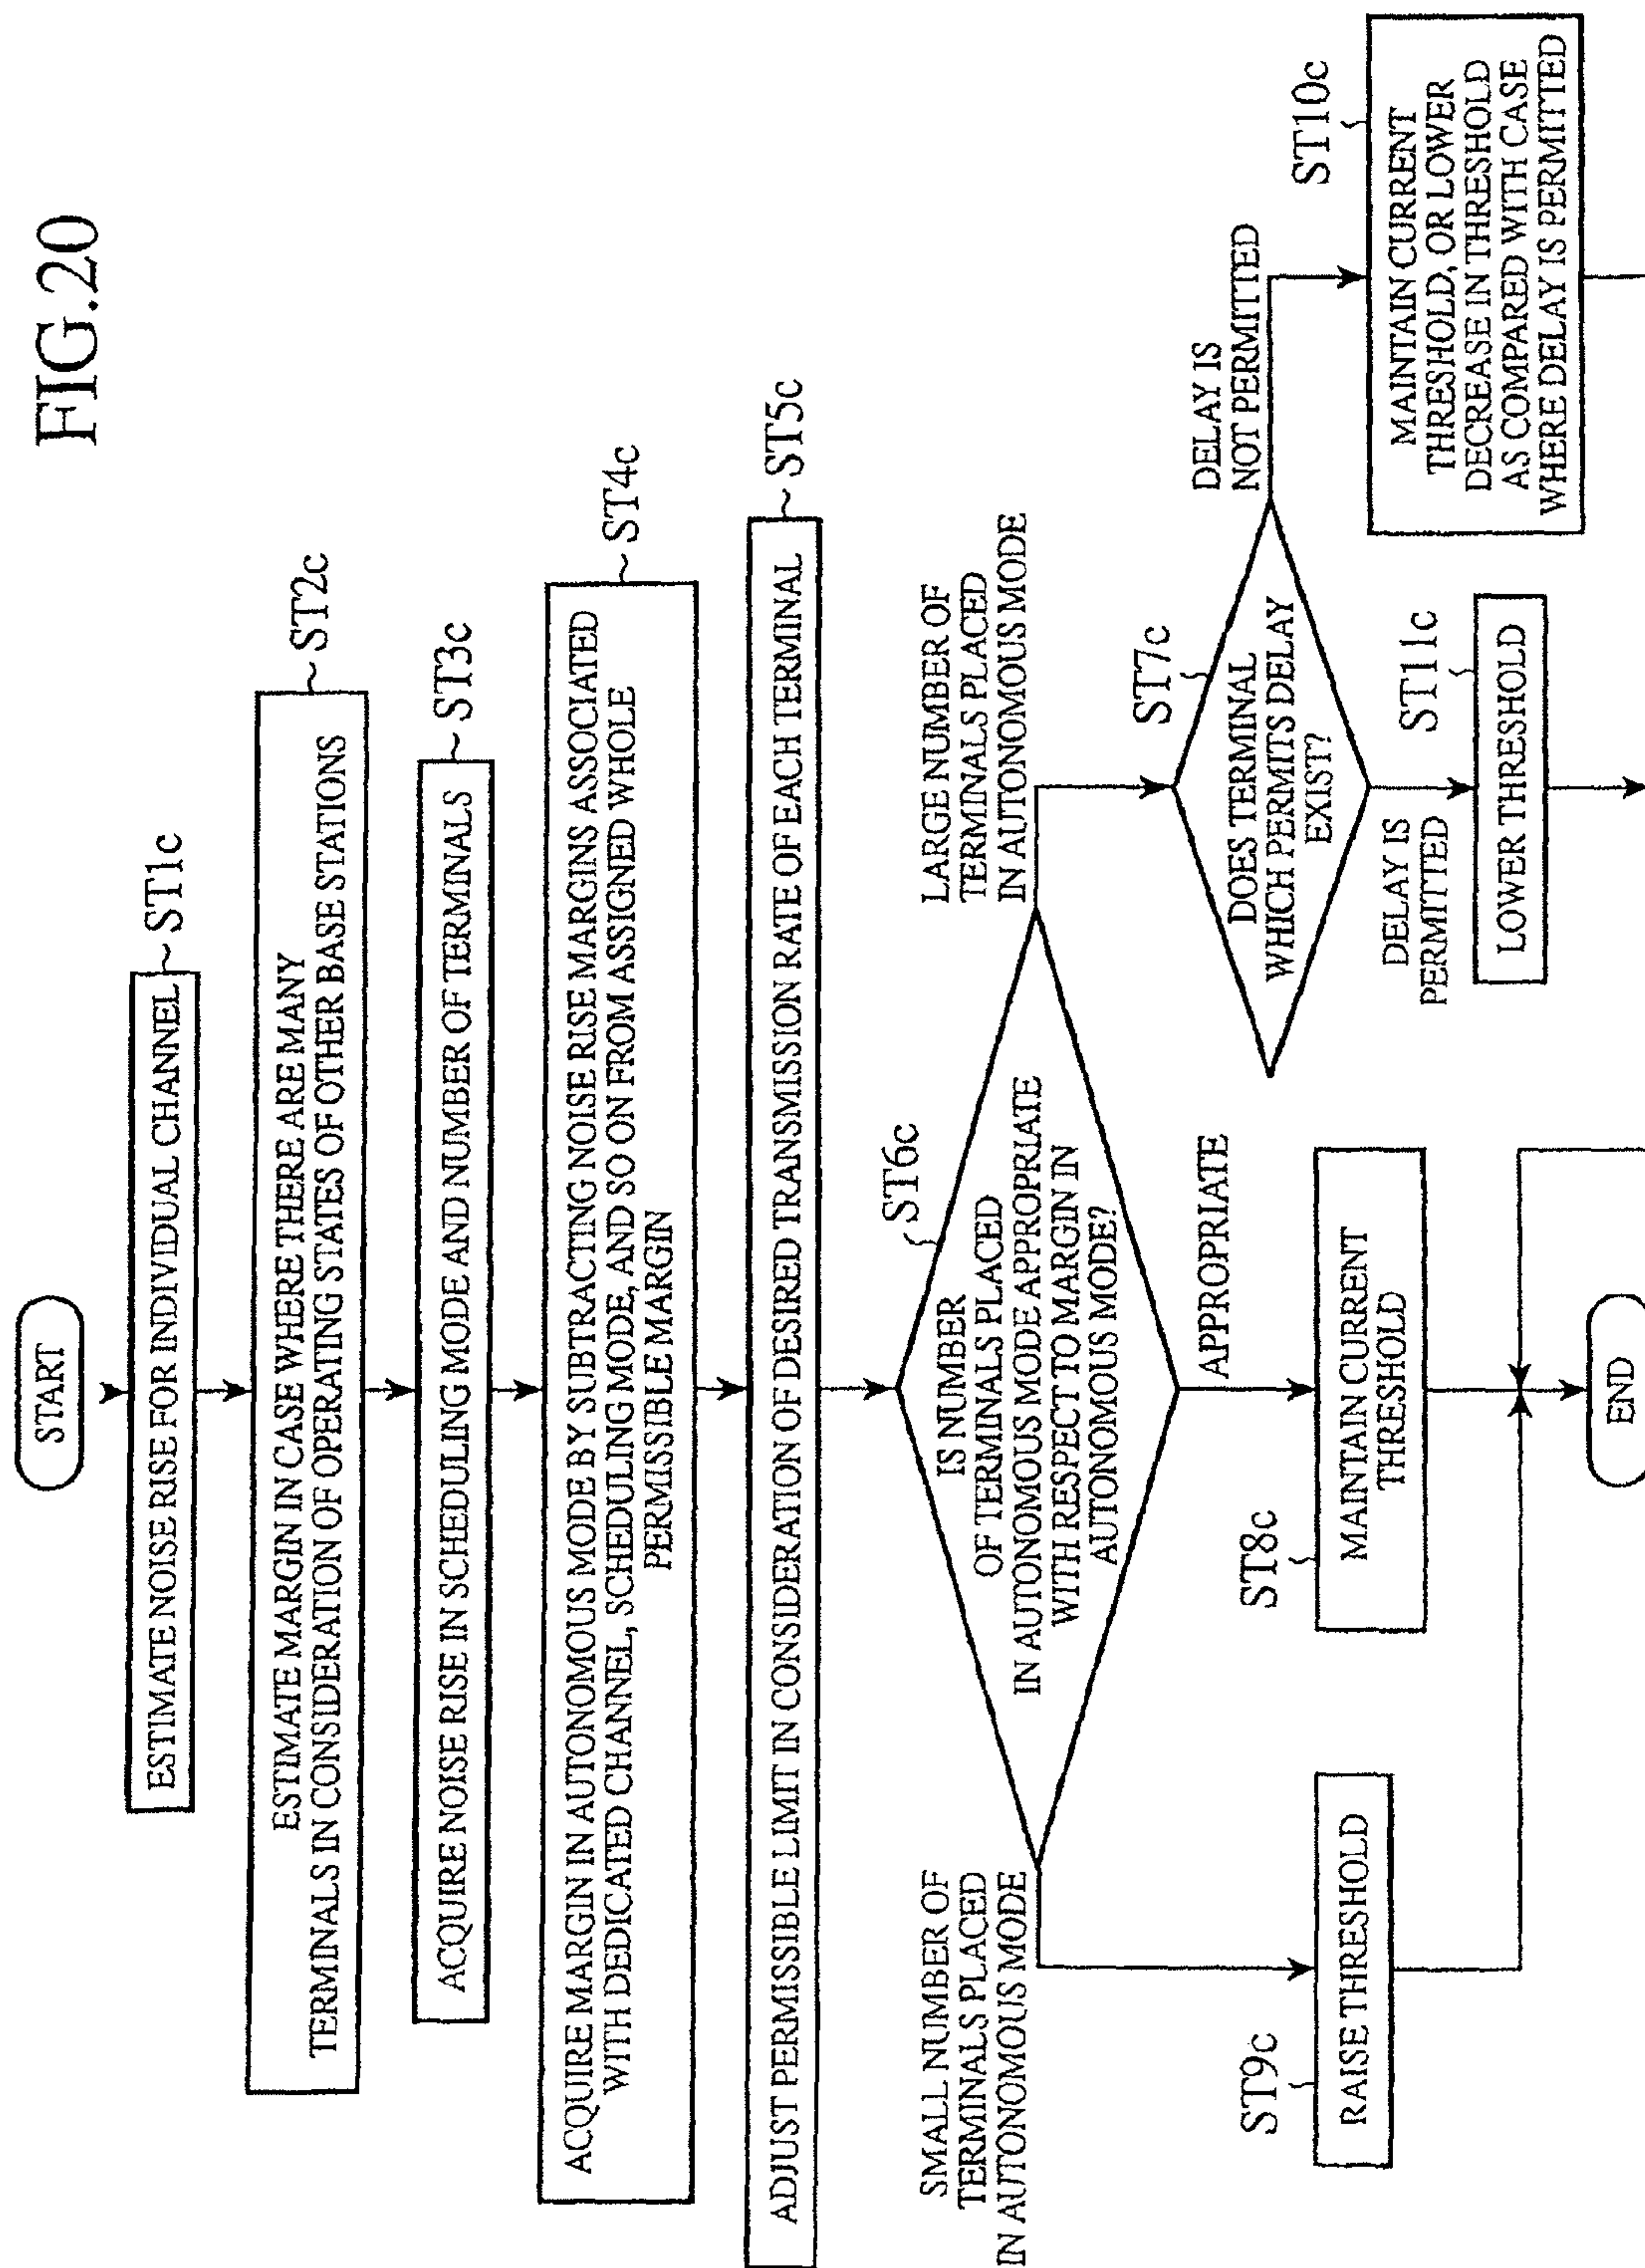 FIG.20
START
ESTIMATE NOISE RISE FOR INDIVIDUAL CHANNEL
ST1c
ESTIMATE MARGIN IN CASE WHERE THERE ARE MANY
TERMINALS IN CONSIDERATION OF OPERATING STATES OF OTHER BASE STATIONS
ST2c
ACQUIRE NOISE RISE IN SCHEDULING MODE AND NUMBER OF TERMINALS
ST3c
ACQUIRE MARGIN IN AUTONOMOUS MODE BY SUBTRACTING NOISE RISE MARGINS ASSOCIATED
WITH DEDICATED CHANNEL, SCHEDULING MODE, AND SO ON FROM ASSIGNED WHOLE
PERMISSIBLE MARGIN
ST4c
ADJUST PERMISSIBLE LIMIT IN CONSIDERATION OF DESIRED TRANSMISSION RATE OF EACH TERMINAL
ST5c
ST6c
IS NUMBER
OF TERMINALS PLACED
IN AUTONOMOUS MODE APPROPRIATE
WITH RESPECT TO MARGIN IN
AUTONOMOUS MODE?
SMALL NUMBER OF
TERMINALS PLACED
IN AUTONOMOUS MODE
LARGE NUMBER OF
TERMINALS PLACED
IN AUTONOMOUS MODE
APPROPRIATE
ST7c
DOES TERMINAL
WHICH PERMITS DELAY
EXIST?
DELAY IS
NOT PERMITTED
DELAY IS
PERMITTED
ST9c
RAISE THRESHOLD
ST8c
MAINTAIN CURRENT
THRESHOLD
ST11c
LOWER THRESHOLD
ST10c
MAINTAIN CURRENT
THRESHOLD, OR LOWER
DECREASE IN THRESHOLD
AS COMPARED WITH CASE
WHERE DELAY IS PERMITTED
END